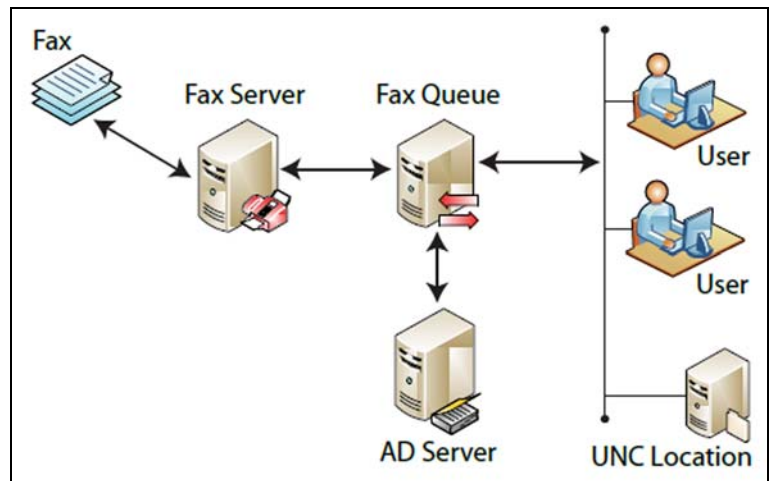 Fax
Fax Server
Fax Queue
User
User
AD Server
UNC Location